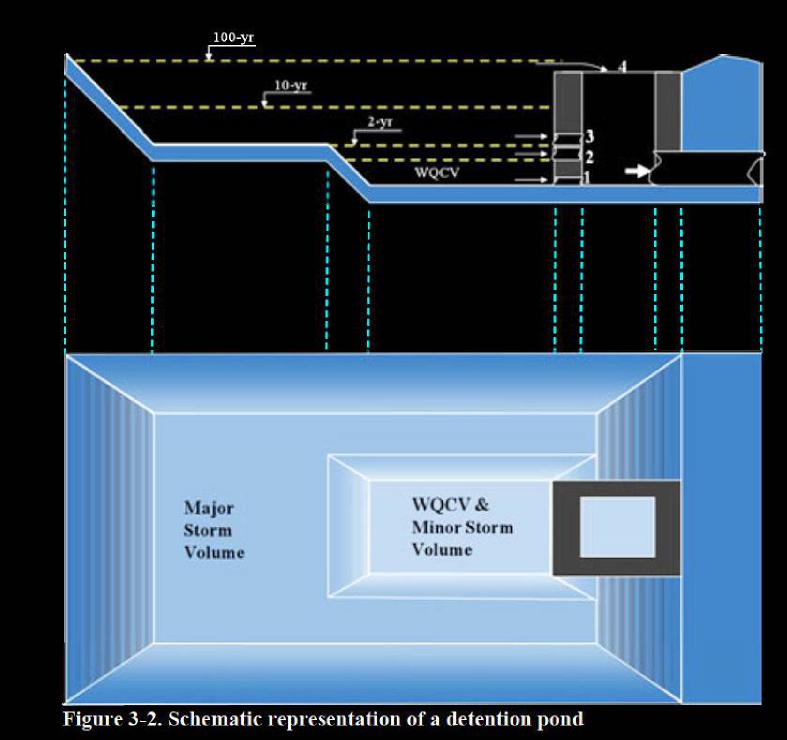 100-yr
4
10-yr
2-yr
3
2
WQCV
1
Major
Storm
Volume
WQCV &
Minor Storm
Volume
Figure 3-2. Schematic representation of a detention pond